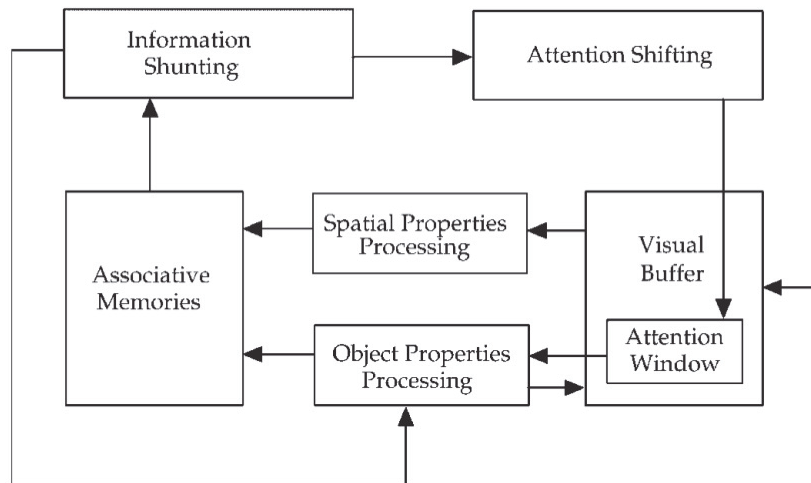 Information
Shunting
Attention Shifting
Spatial Properties
Processing
Visual
Buffer
Associative
Memories
Object Properties
Processing
Attention
Window